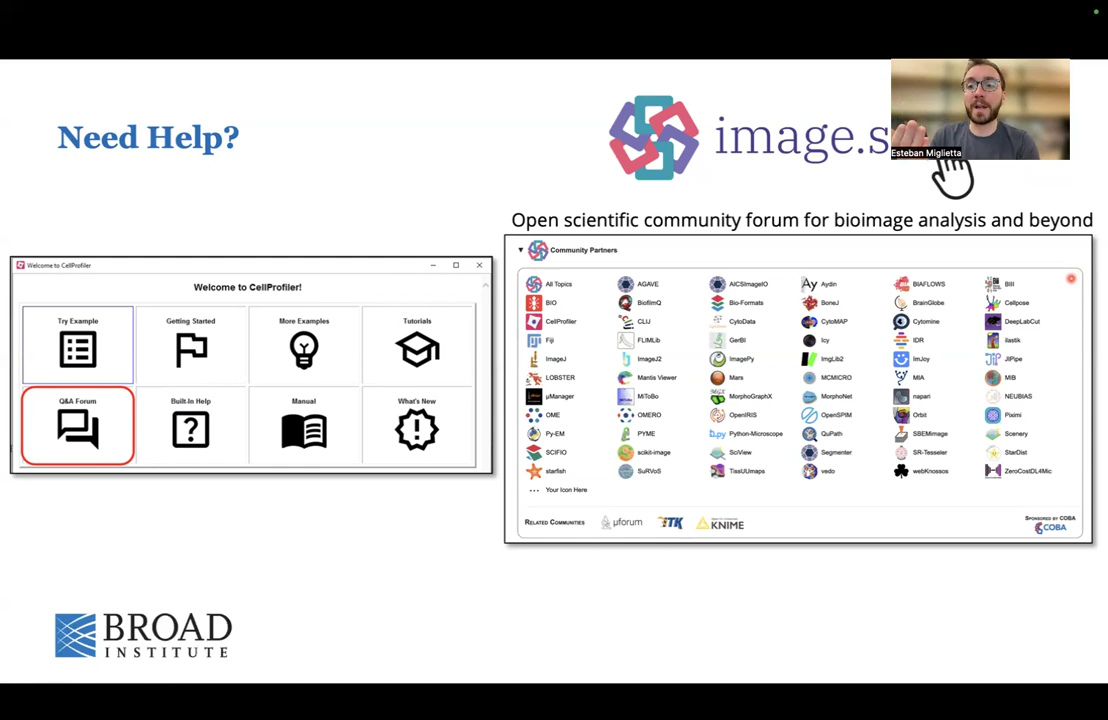 Need Help?
image.s
Esteban Miglietta
Open scientific community forum for bioimage analysis and beyond
Welcome to CellProfiler
Welcome to CellProfiler!
Try Example
Getting Started
More Examples
Tutorials
Q&A Forum
Built-In Help
Manual
What's New
Community Partners
All Topics AGAVE AICSImageIO Aydin BIAFLOWS BIII
BIO BiofilmQ Bio-Formats BoneJ BrainGlobe Cellpose
CellProfiler CLIJ CytoData CytoMAP Cytomine DeepLabCut
Fiji FLIMLib GerBI Icy IDR ilastik
ImageJ ImageJ2 ImagePy ImgLib2 ImJoy JIPipe
LOBSTER Mantis Viewer Mars MCMICRO MIA MIB
µManager MiToBo MorphoGraphX MorphoNet napari NEUBIAS
OME OMERO OpenIRIS OpenSPIM Orbit Piximi
Py-EM PYME Python-Microscope QuPath SBEMimage Scenery
SCIFIO scikit-image SciView Segmenter SR-Tesseler StarDist
starfish SuRVoS TissUUmaps vedo webKnossos ZeroCostDL4Mic
Your Icon Here
Related Communities µforum ITK KNIME
Sponsored by COBA
COBA
BROAD
INSTITUTE